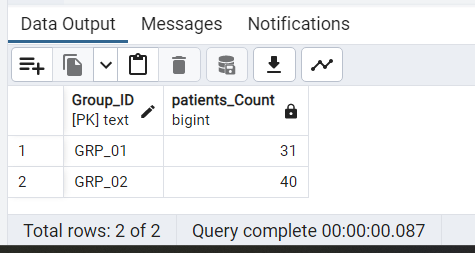 Data Output Messages Notifications
Group_ID patients_Count
[PK] text bigint
1 GRP_01 31
2 GRP_02 40
Total rows: 2 of 2 Query complete 00:00:00.087